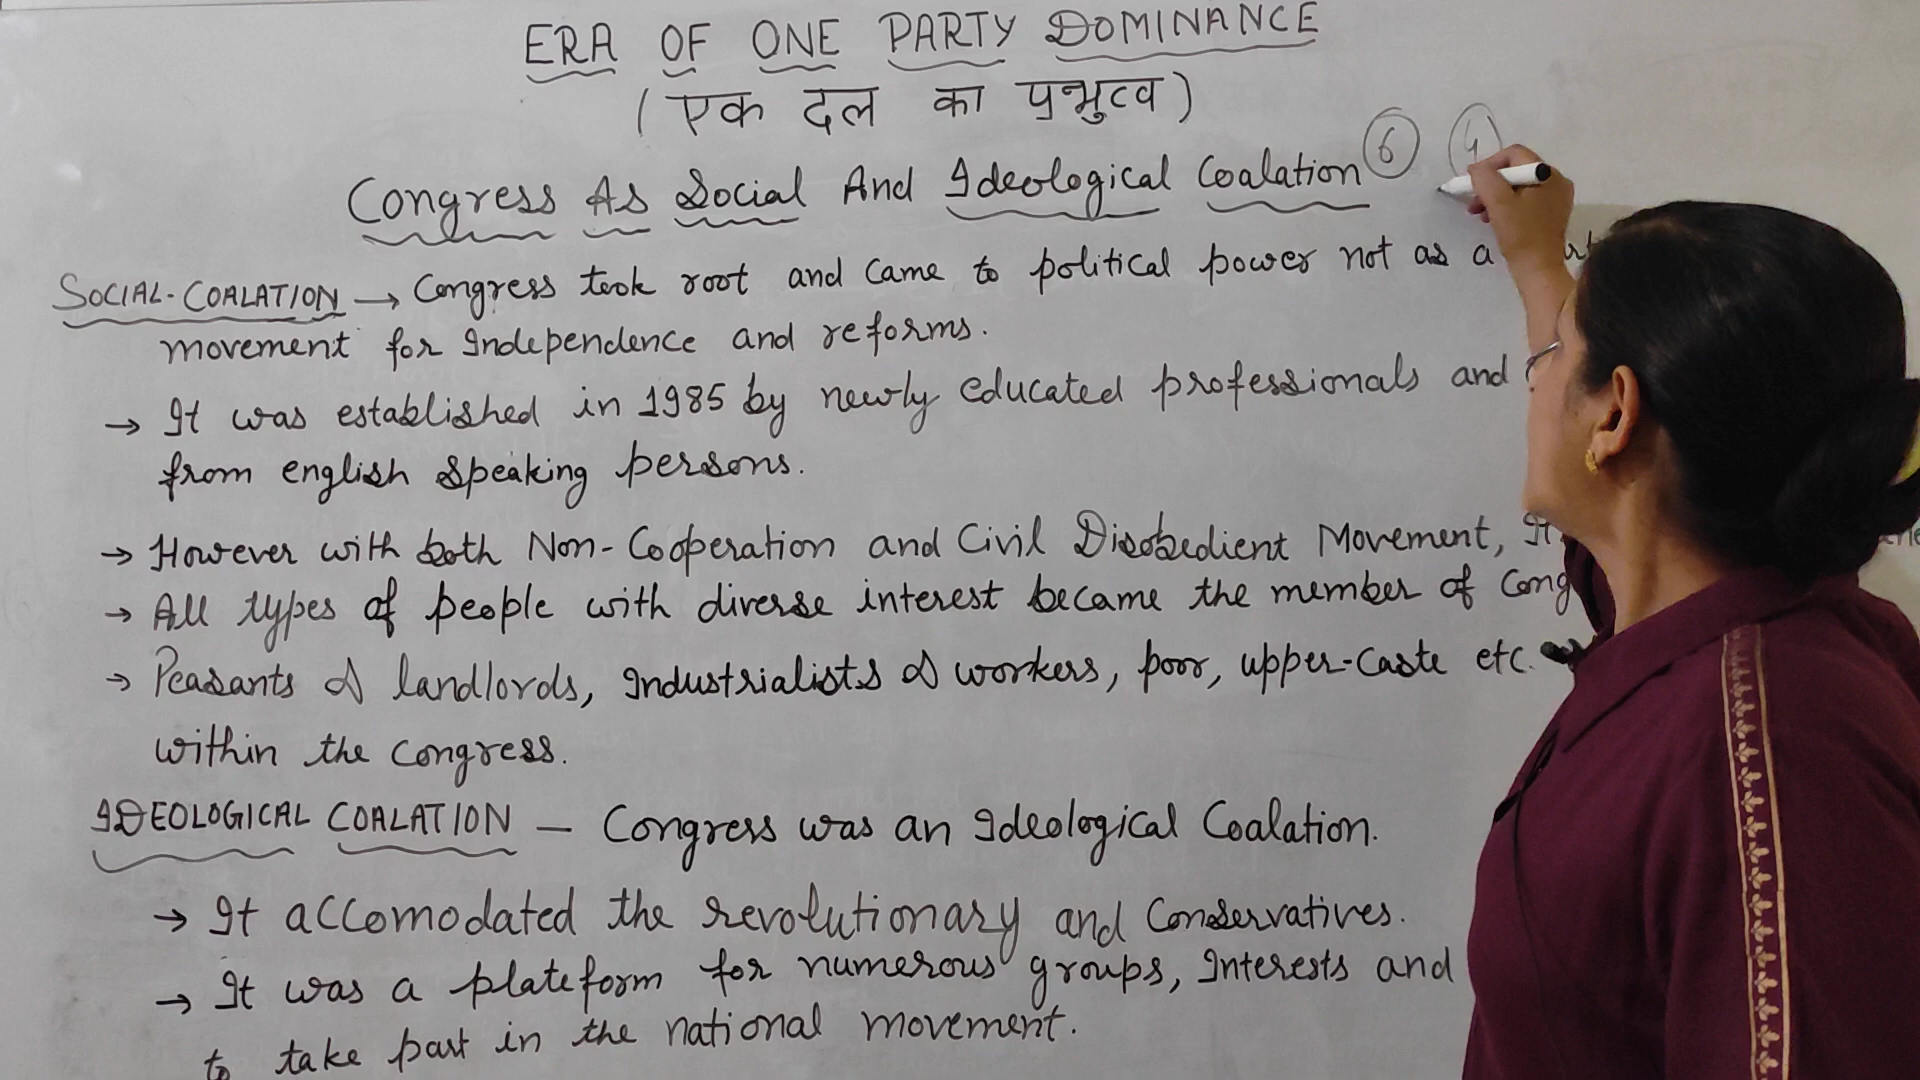 ERA OF ONE PARTY DOMINANCE
(एक दल का प्रभुत्व)
Congress As Social And Ideological Coalation 6 4
SOCIAL-COALATION → Congress took root and came to political power not as a
movement for Independence and reforms.
→ It was established in 1985 by newly educated professionals and
from english speaking persons.
→ However with both Non-Cooperation and Civil Disobedient Movement, It
→ All types of people with diverse interest became the member of Cong
→ Peasants & landlords, Industrialists & workers, poor, upper-caste etc.
within the congress.
IDEOLOGICAL COALATION — Congress was an Ideological Coalation.
→ It accomodated the revolutionary and Conservatives.
→ It was a plateform for numerous groups, Interests and
to take part in the national movement.